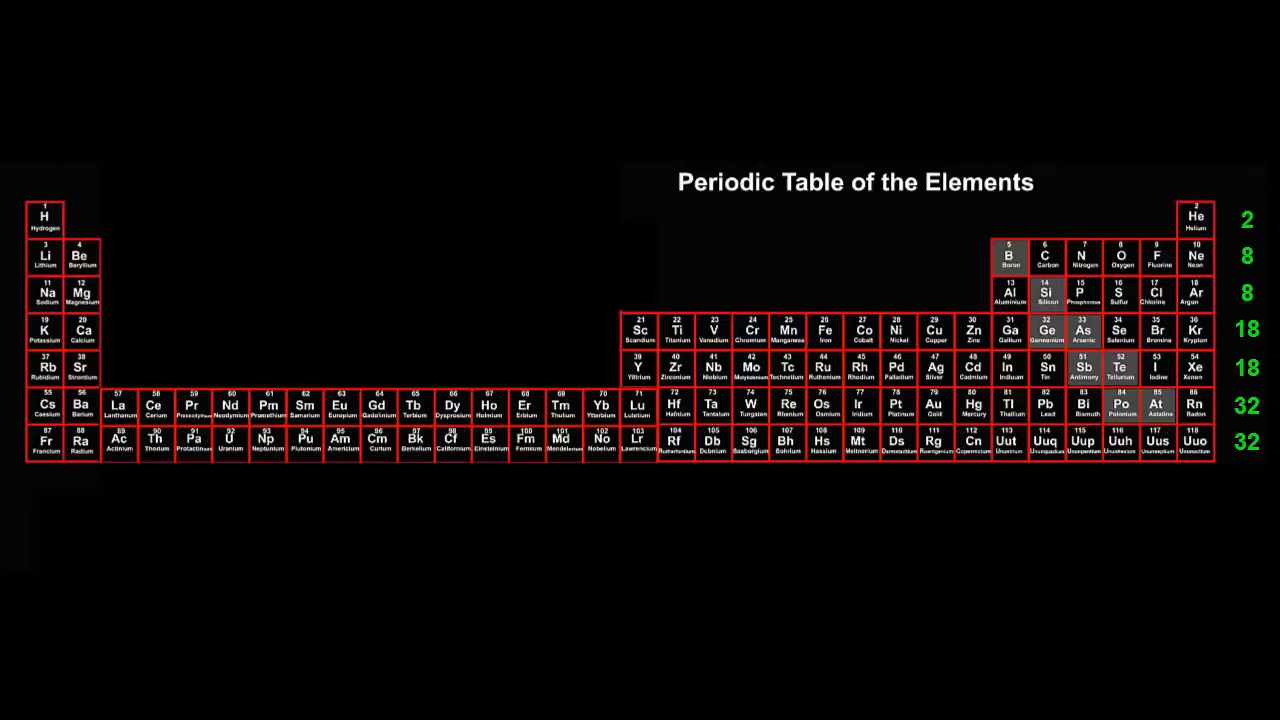 Periodic Table of the Elements
1 2
H He 2
Hydrogen Helium
3 4 5 6 7 8 9 10
Li Be B C N O F Ne 8
Lithium Beryllium Boron Carbon Nitrogen Oxygen Fluorine Neon
11 12 13 14 15 16 17 18
Na Mg Al Si P S Cl Ar 8
Sodium Magnesium Aluminium Silicon Phosphorus Sulfur Chlorine Argon
19 20 21 22 23 24 25 26 27 28 29 30 31 32 33 34 35 36
K Ca Sc Ti V Cr Mn Fe Co Ni Cu Zn Ga Ge As Se Br Kr 18
Potassium Calcium Scandium Titanium Vanadium Chromium Manganese Iron Cobalt Nickel Copper Zinc Gallium Germanium Arsenic Selenium Bromine Krypton
37 38 39 40 41 42 43 44 45 46 47 48 49 50 51 52 53 54
Rb Sr Y Zr Nb Mo Tc Ru Rh Pd Ag Cd In Sn Sb Te I Xe 18
Rubidium Strontium Yttrium Zirconium Niobium Molybdenum Technetium Ruthenium Rhodium Palladium Silver Cadmium Indium Tin Antimony Tellurium Iodine Xenon
55 56 57 58 59 60 61 62 63 64 65 66 67 68 69 70 71 72 73 74 75 76 77 78 79 80 81 82 83 84 85 86
Cs Ba La Ce Pr Nd Pm Sm Eu Gd Tb Dy Ho Er Tm Yb Lu Hf Ta W Re Os Ir Pt Au Hg Tl Pb Bi Po At Rn 32
Caesium Barium Lanthanum Cerium Praseodymium Neodymium Promethium Samarium Europium Gadolinium Terbium Dysprosium Holmium Erbium Thulium Ytterbium Lutetium Hafnium Tantalum Tungsten Rhenium Osmium Iridium Platinum Gold Mercury Thallium Lead Bismuth Polonium Astatine Radon
87 88 89 90 91 92 93 94 95 96 97 98 99 100 101 102 103 104 105 106 107 108 109 110 111 112 113 114 115 116 117 118
Fr Ra Ac Th Pa U Np Pu Am Cm Bk Cf Es Fm Md No Lr Rf Db Sg Bh Hs Mt Ds Rg Cn Uut Uuq Uup Uuh Uus Uuo 32
Francium Radium Actinium Thorium Protactinium Uranium Neptunium Plutonium Americium Curium Berkelium Californium Einsteinium Fermium Mendelevium Nobelium Lawrencium Rutherfordium Dubnium Seaborgium Bohrium Hassium Meitnerium Darmstadtium Roentgenium Copernicium Ununtrium Ununquadium Ununpentium Ununhexium Ununseptium Ununoctium